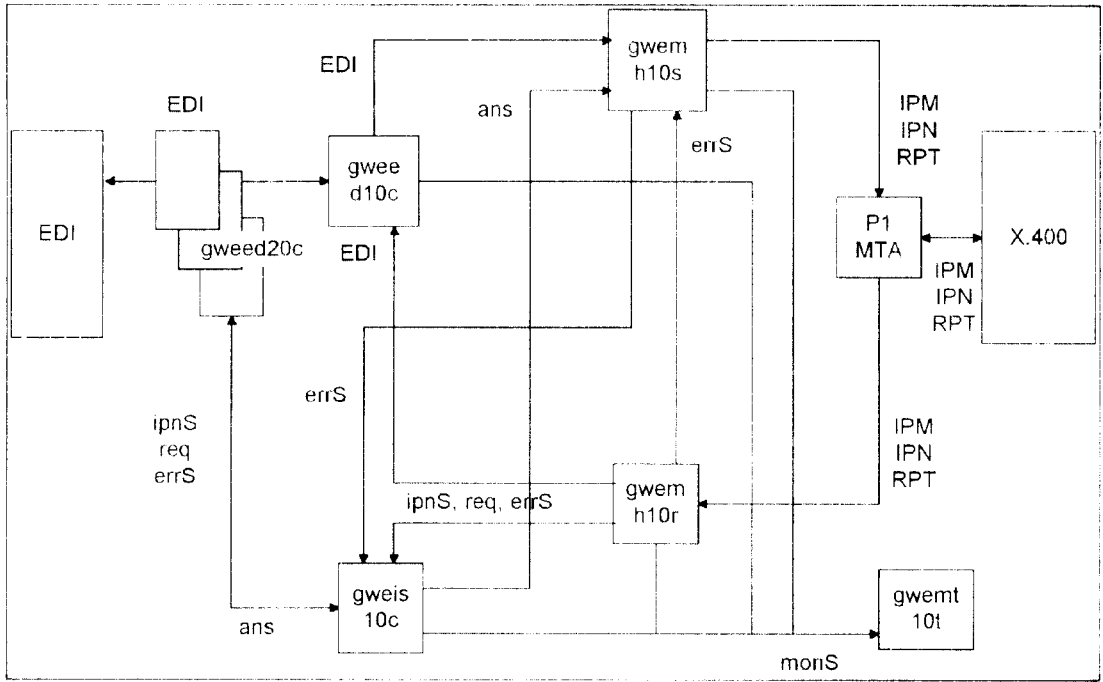 gwem
h10s
EDI
EDI
ans
IPM
IPN
RPT
errS
gwee
d10c
EDI
gweed20c
EDI
P1
MTA
X.400
IPM
IPN
RPT
errS
ipnS
req
errS
IPM
IPN
RPT
ipnS, req, errS
gwem
h10r
gweis
10c
ans
gwemt
10t
monS